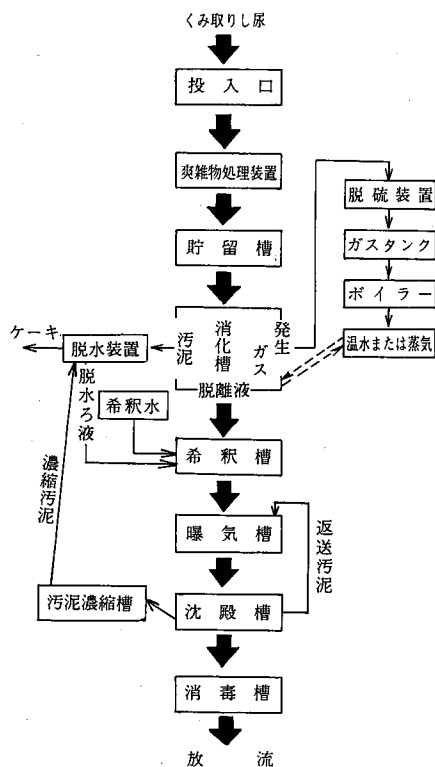 くみ取りし尿
投入口
夾雑物処理装置
脱硫装置
貯留槽
ガスタンク
ボイラー
温水または蒸気
汚泥
消化槽
発生ガス
脱離液
脱水装置
ケーキ
脱水ろ液
希釈水
希釈槽
濃縮汚泥
曝気槽
返送汚泥
汚泥濃縮槽
沈殿槽
消毒槽
放流